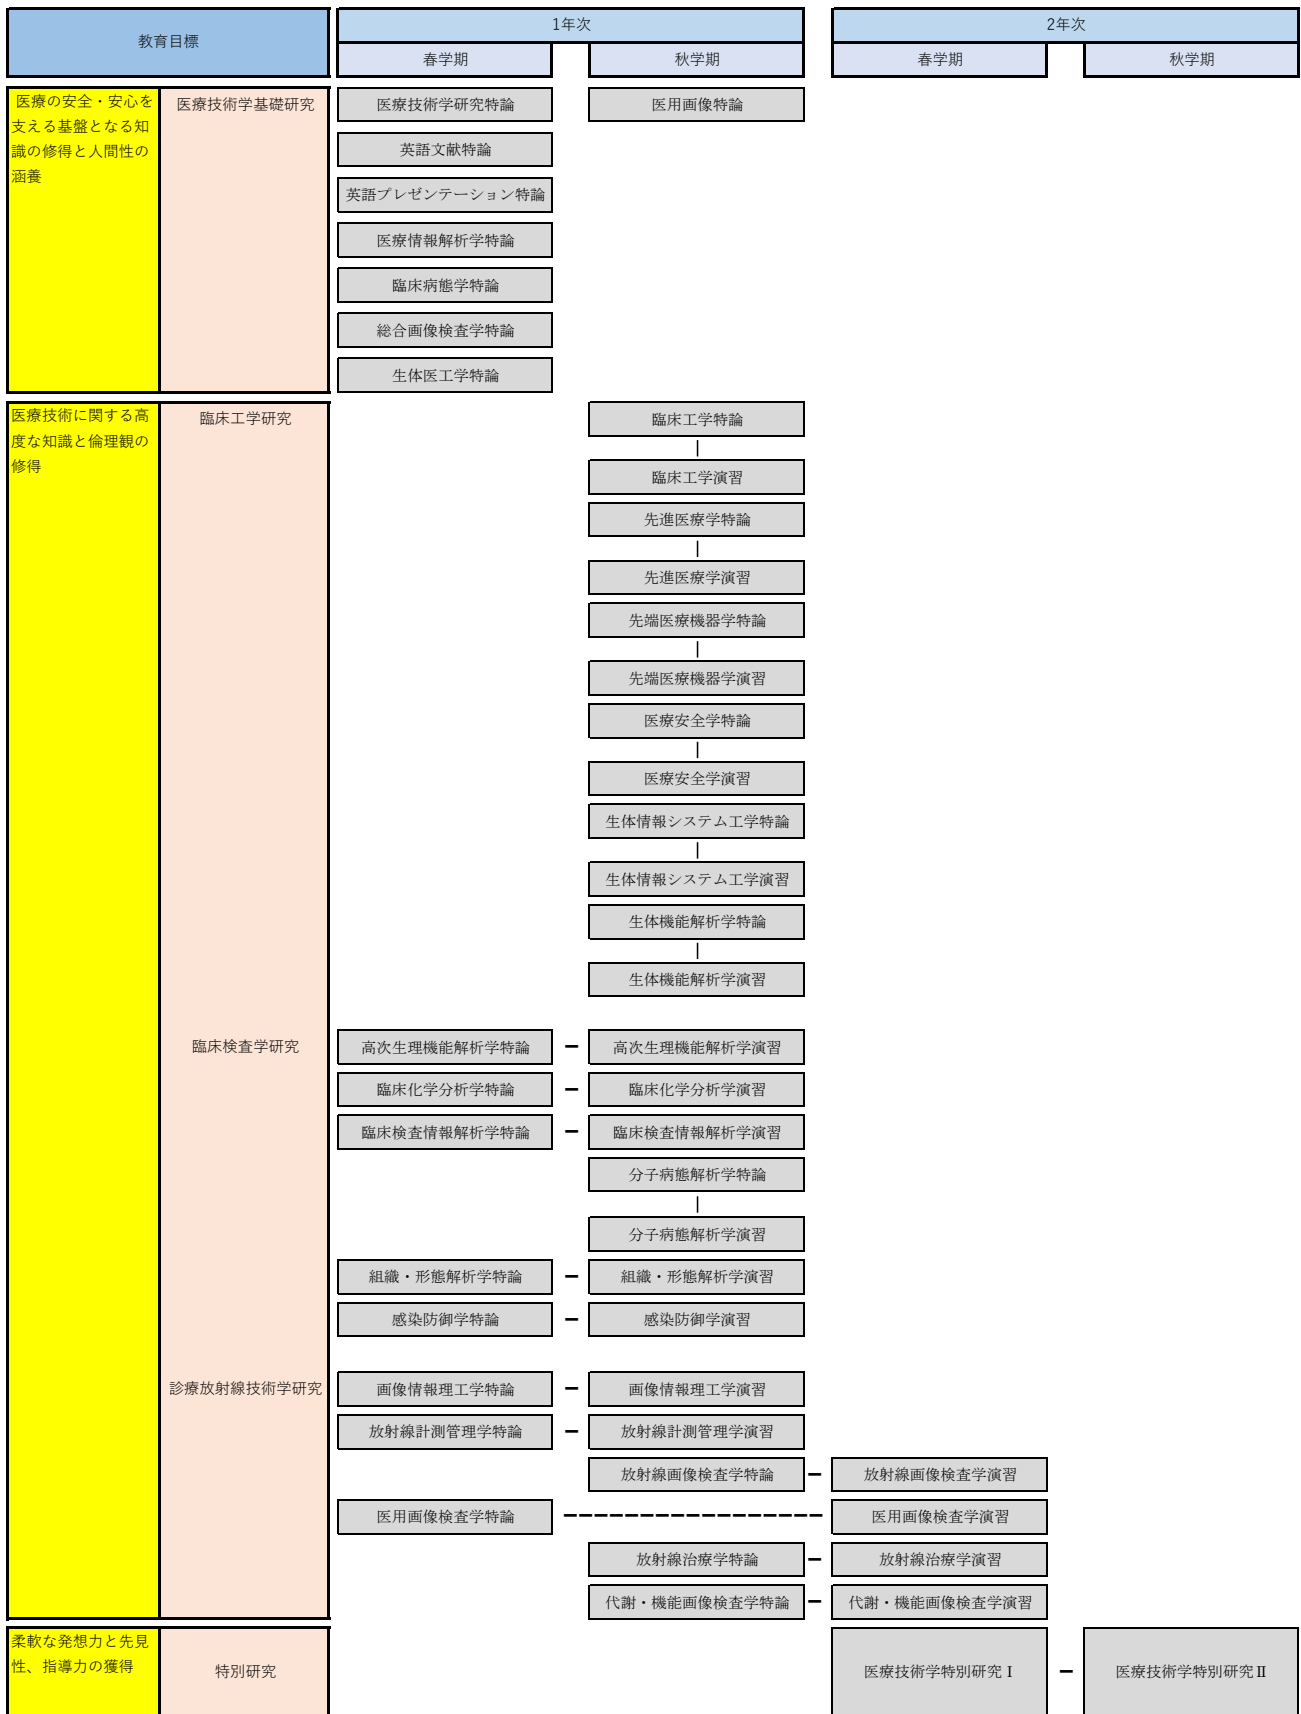 教育目標
1年次
2年次
春学期
秋学期
春学期
秋学期
医療の安全・安心を
支える基盤となる知
識の修得と人間性の
涵養
医療技術学基礎研究
医療技術学研究特論
医用画像特論
英語文献特論
英語プレゼンテーション特論
医療情報解析学特論
臨床病態学特論
総合画像検査学特論
生体医工学特論
医療技術に関する高
度な知識と倫理観の
修得
臨床工学研究
臨床工学特論
臨床工学演習
先進医療学特論
先進医療学演習
先端医療機器学特論
先端医療機器学演習
医療安全学特論
医療安全学演習
生体情報システム工学特論
生体情報システム工学演習
生体機能解析学特論
生体機能解析学演習
臨床検査学研究
高次生理機能解析学特論
高次生理機能解析学演習
臨床化学分析学特論
臨床化学分析学演習
臨床検査情報解析学特論
臨床検査情報解析学演習
分子病態解析学特論
分子病態解析学演習
組織・形態解析学特論
組織・形態解析学演習
感染防御学特論
感染防御学演習
診療放射線技術学研究
画像情報理工学特論
画像情報理工学演習
放射線計測管理学特論
放射線計測管理学演習
放射線画像検査学特論
放射線画像検査学演習
医用画像検査学特論
医用画像検査学演習
放射線治療学特論
放射線治療学演習
代謝・機能画像検査学特論
代謝・機能画像検査学演習
柔軟な発想力と先見
性、指導力の獲得
特別研究
医療技術学特別研究Ⅰ
医療技術学特別研究Ⅱ